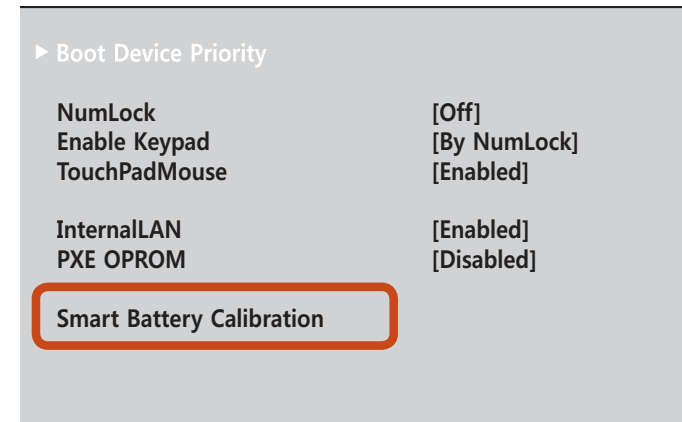 ▶ Boot Device Priority
NumLock [Off]
Enable Keypad [By NumLock]
TouchPadMouse [Enabled]
InternalLAN [Enabled]
PXE OPROM [Disabled]
Smart Battery Calibration